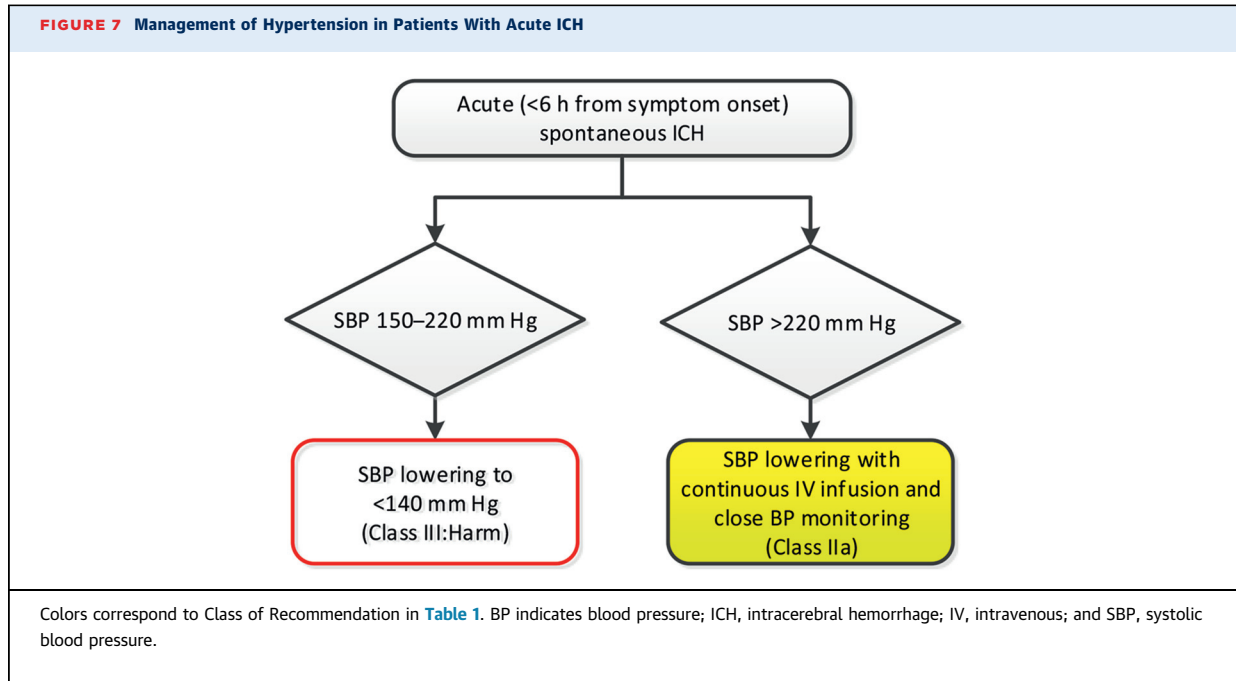 FIGURE 7 Management of Hypertension in Patients With Acute ICH
Acute (<6 h from symptom onset)
spontaneous ICH
SBP 150–220 mm Hg
SBP >220 mm Hg
SBP lowering to
<140 mm Hg
(Class III:Harm)
SBP lowering with
continuous IV infusion and
close BP monitoring
(Class IIa)
Colors correspond to Class of Recommendation in Table 1. BP indicates blood pressure; ICH, intracerebral hemorrhage; IV, intravenous; and SBP, systolic
blood pressure.